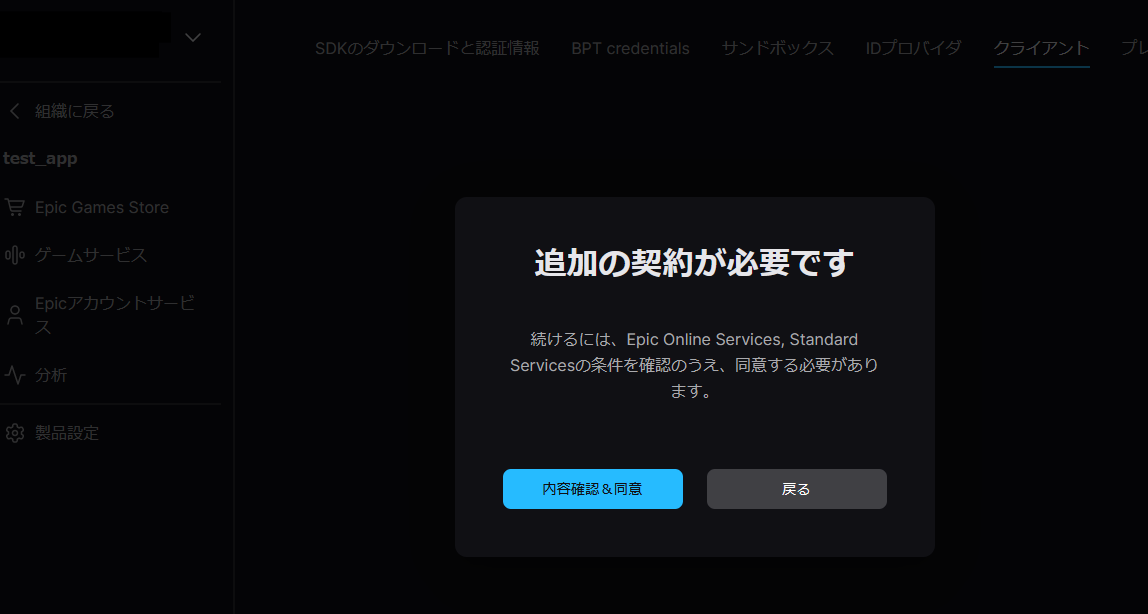 SDKのダウンロードと認証情報
BPT credentials
サンドボックス
IDプロバイダ
クライアント
プレ
組織に戻る
test_app
Epic Games Store
ゲームサービス
Epicアカウントサービ
ス
分析
製品設定
追加の契約が必要です
続けるには、Epic Online Services, Standard
Servicesの条件を確認のうえ、同意する必要があり
ます。
内容確認＆同意
戻る